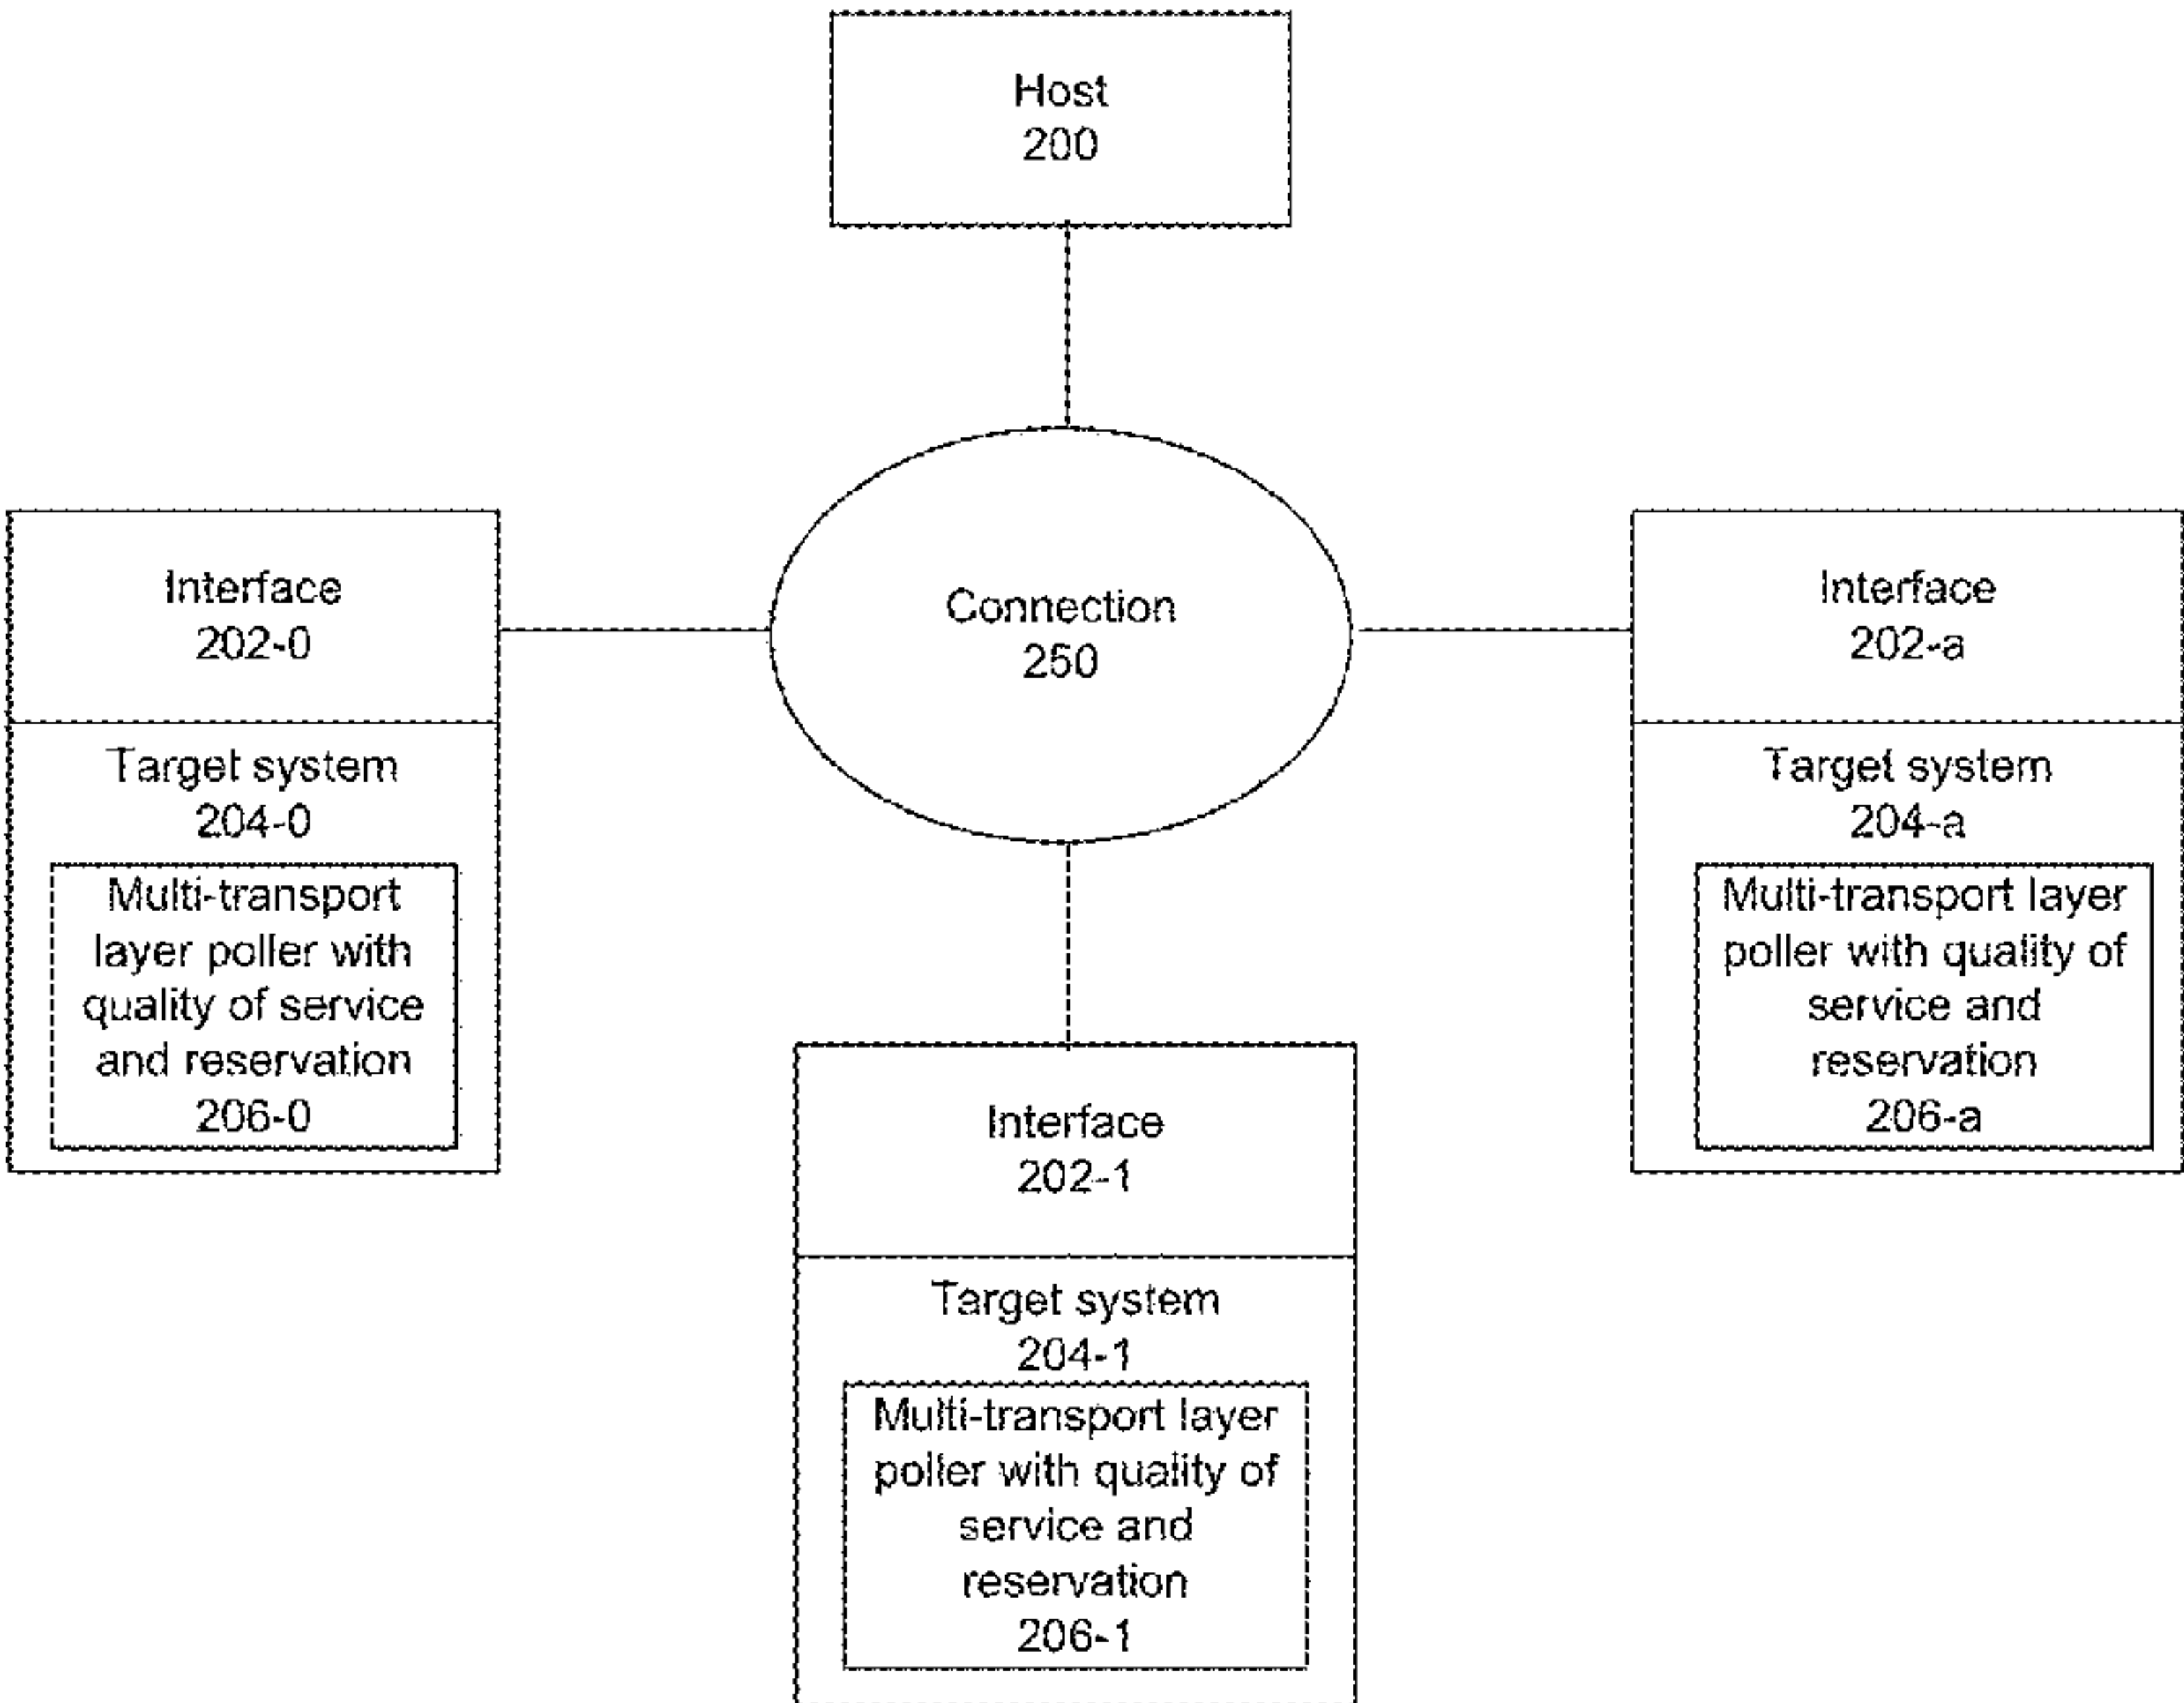 Host
200
Connection
250
Interface
202-0
Target system
204-0
Multi-transport
layer poller with
quality of service
and reservation
206-0
Interface
202-a
Target system
204-a
Multi-transport layer
poller with quality of
service and
reservation
206-a
Interface
202-1
Target system
204-1
Multi-transport layer
poller with quality of
service and
reservation
206-1